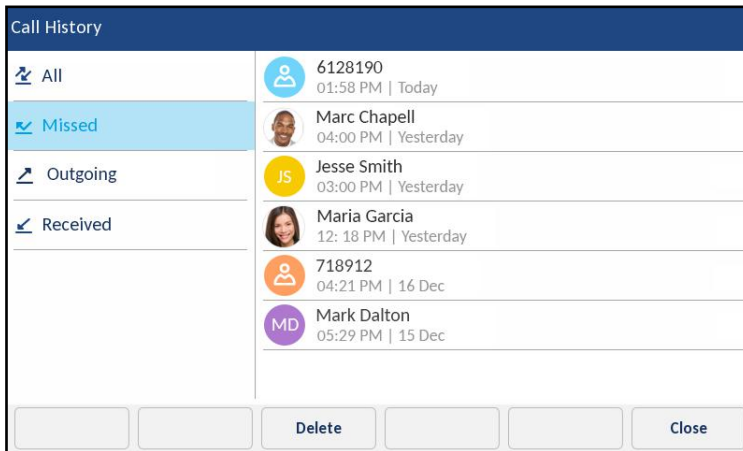 Call History
All
Missed
Outgoing
Received
6128190
01:58 PM | Today
Marc Chapell
04:00 PM | Yesterday
JS
Jesse Smith
03:00 PM | Yesterday
Maria Garcia
12: 18 PM | Yesterday
718912
04:21 PM | 16 Dec
MD
Mark Dalton
05:29 PM | 15 Dec
Delete
Close